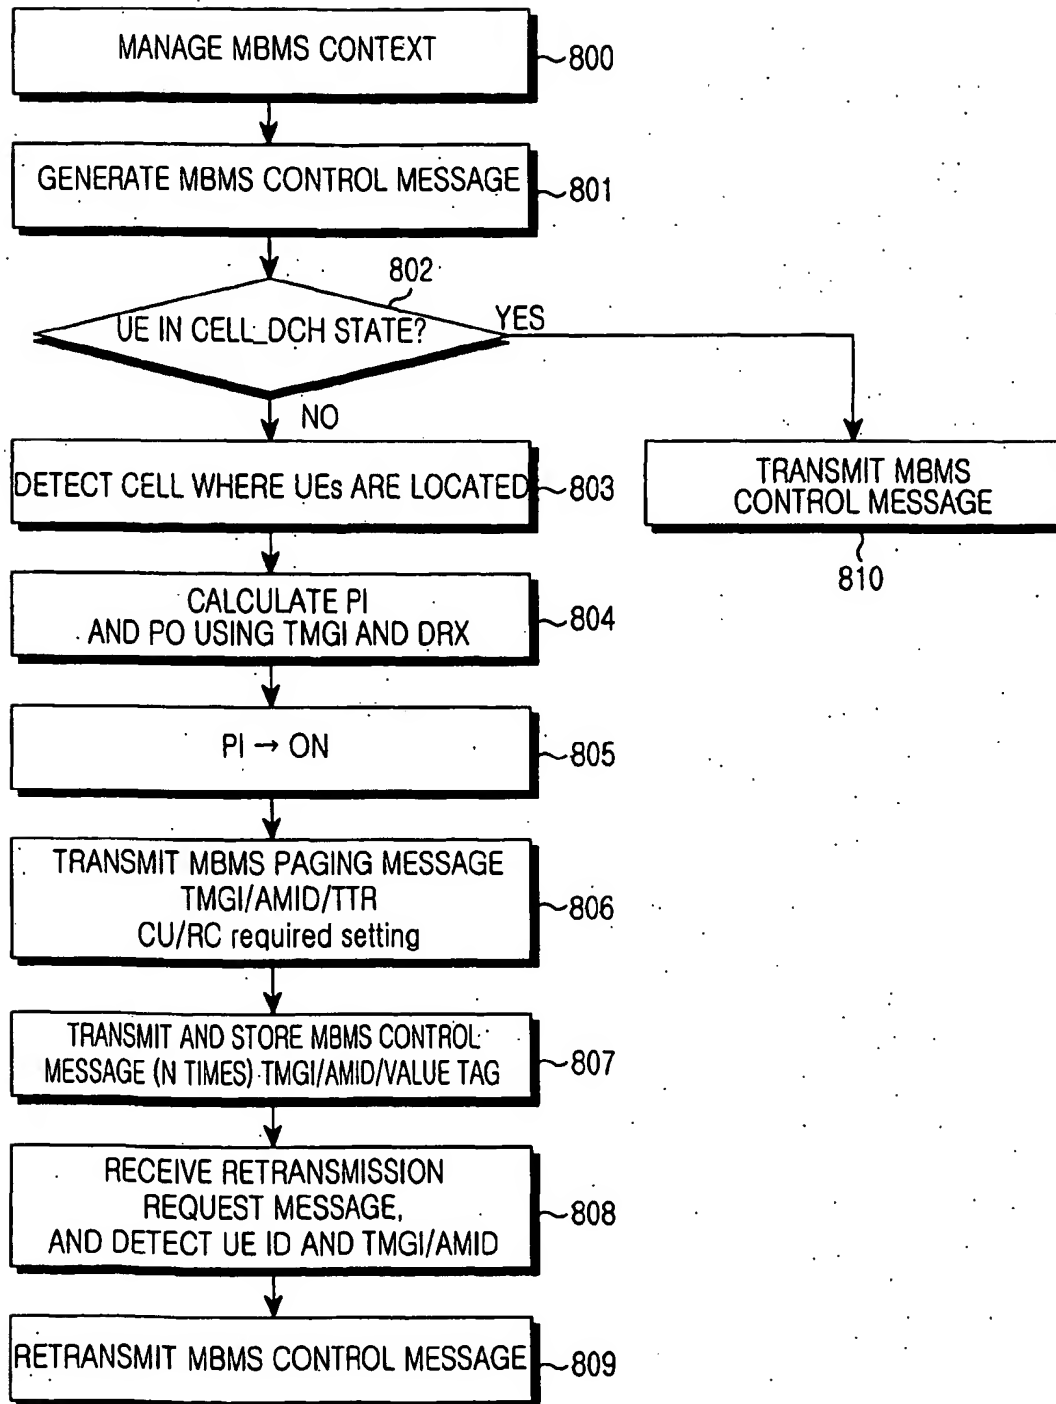 MANAGE MBMS CONTEXT
800
GENERATE MBMS CONTROL MESSAGE
801
802
UE IN CELL_DCH STATE?
YES
NO
DETECT CELL WHERE UEs ARE LOCATED
803
TRANSMIT MBMS
CONTROL MESSAGE
810
CALCULATE PI
AND PO USING TMGI AND DRX
804
PI → ON
805
TRANSMIT MBMS PAGING MESSAGE
TMGI/AMID/TTR
CU/RC required setting
806
TRANSMIT AND STORE MBMS CONTROL
MESSAGE (N TIMES) TMGI/AMID/VALUE TAG
807
RECEIVE RETRANSMISSION
REQUEST MESSAGE,
AND DETECT UE ID AND TMGI/AMID
808
RETRANSMIT MBMS CONTROL MESSAGE
809